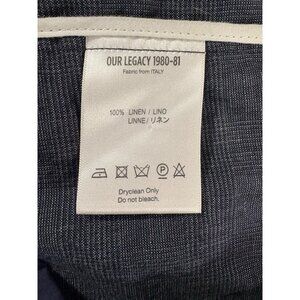 OUR LEGACY 1980-81
Fabric from ITALY
100% LINEN / LINO
LINNE / リネン
P
Dryclean Only
Do not bleach.